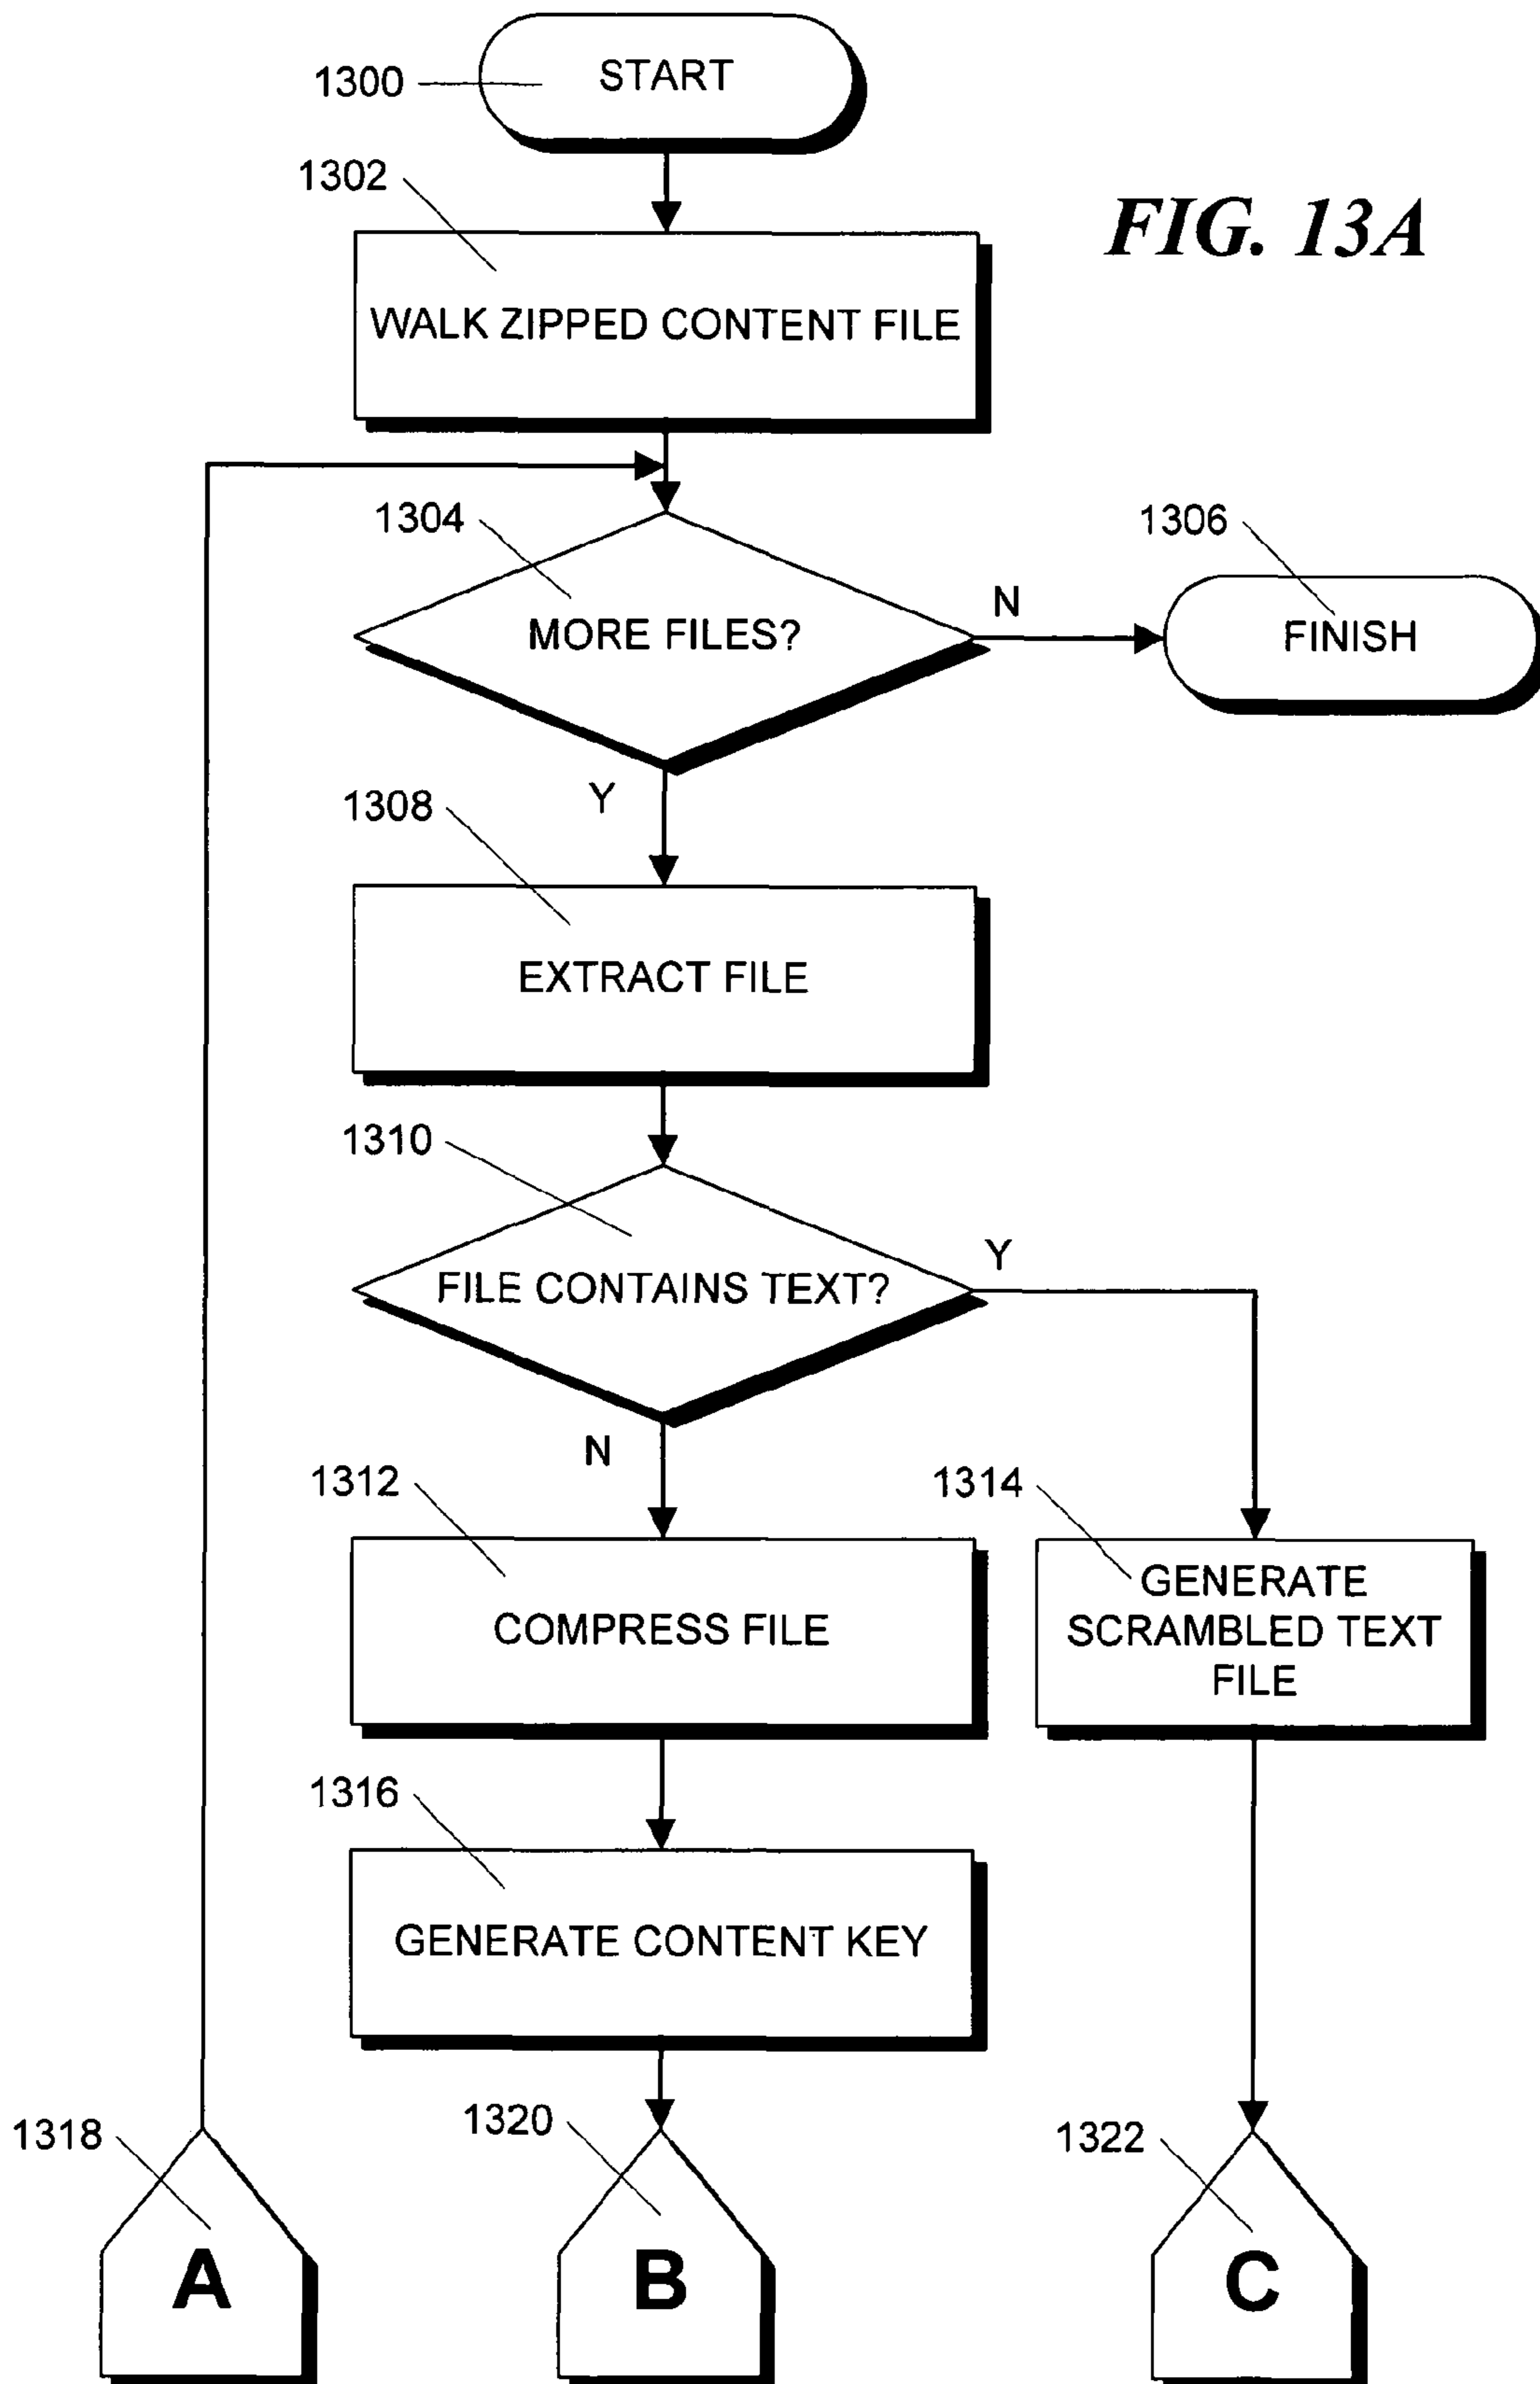 1300
START
1302
FIG. 13A
WALK ZIPPED CONTENT FILE
1304
1306
N
MORE FILES?
FINISH
Y
1308
EXTRACT FILE
1310
Y
FILE CONTAINS TEXT?
N
1312
1314
GENERATE
COMPRESS FILE
SCRAMBLED TEXT
FILE
1316
GENERATE CONTENT KEY
1318
1320
1322
A
B
C